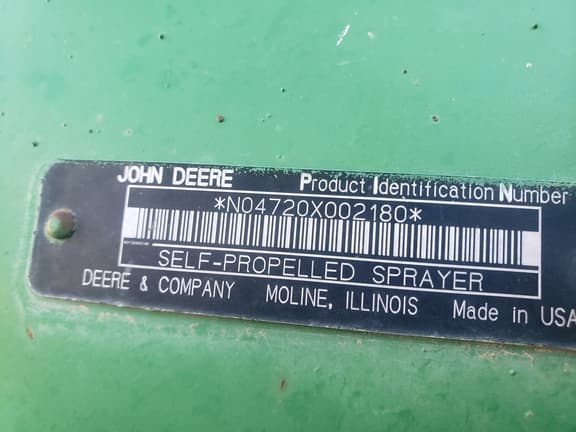 JOHN DEERE Product Identification Number
*N04720X002180*
SELF-PROPELLED SPRAYER
DEERE & COMPANY MOLINE, ILLINOIS Made in USA